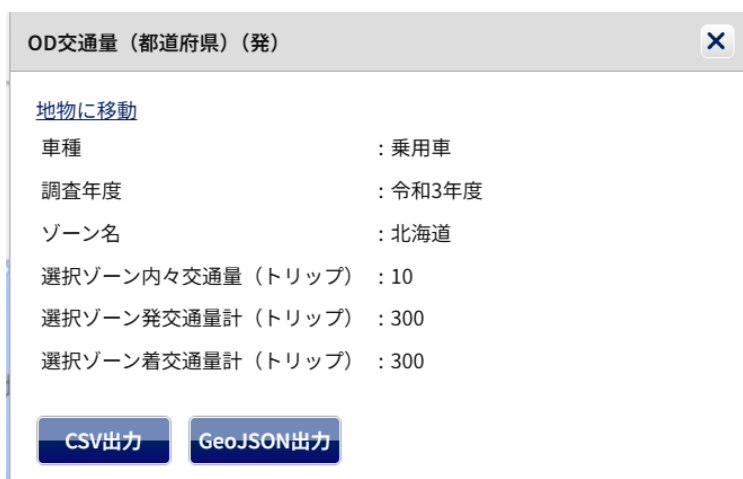 OD交通量（都道府県）（発）
地物に移動
車種 : 乗用車
調査年度 : 令和3年度
ゾーン名 : 北海道
選択ゾーン内々交通量（トリップ） : 10
選択ゾーン発交通量計（トリップ） : 300
選択ゾーン着交通量計（トリップ） : 300
CSV出力 GeoJSON出力